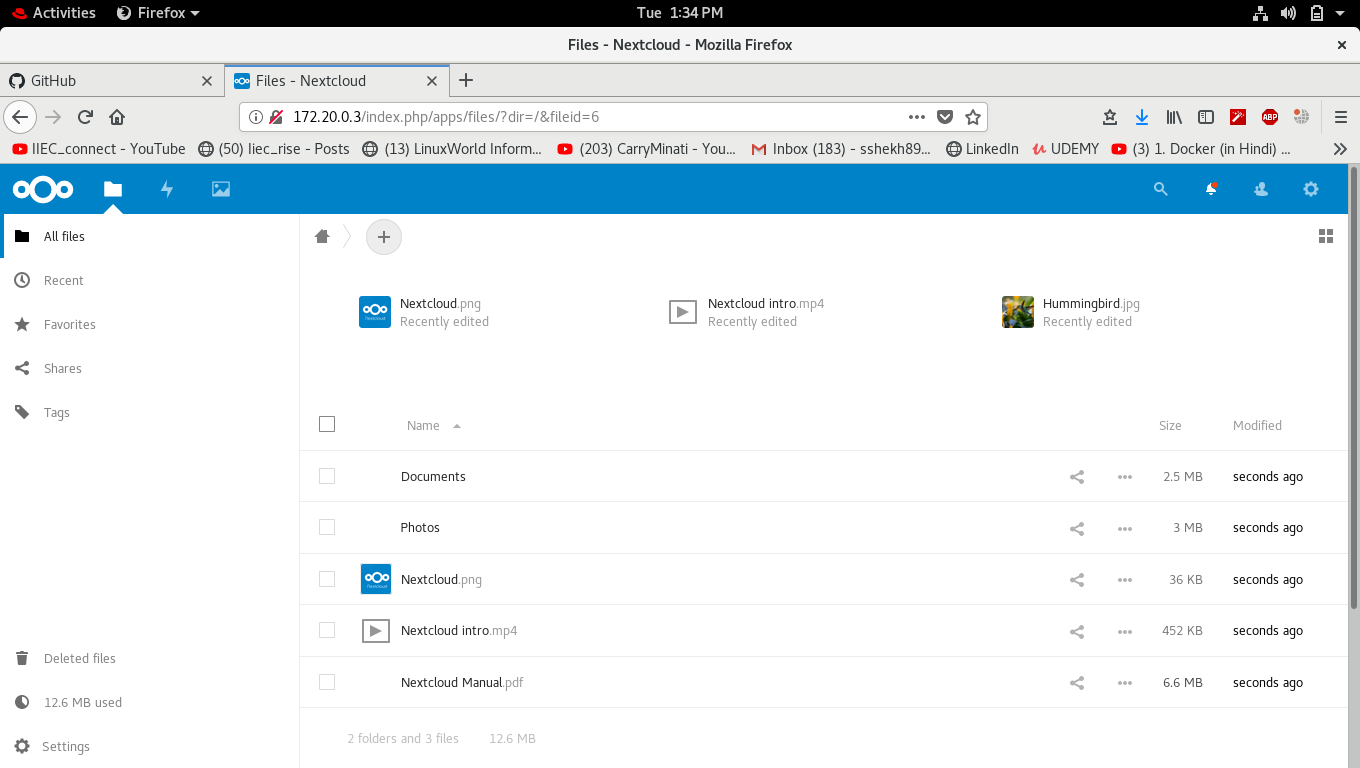 Activities Firefox Tue 1:34 PM
Files - Nextcloud - Mozilla Firefox
GitHub Files - Nextcloud
172.20.0.3/index.php/apps/files/?dir=/&fileid=6 ABP
IIEC_connect - YouTube (50) Iiec_rise - Posts (13) LinuxWorld Inform... (203) CarryMinati - You... Inbox (183) - sshekh89... LinkedIn UDEMY (3) 1. Docker (in Hindi) ...
All files
Recent
Favorites
Shares
Tags
Deleted files
12.6 MB used
Settings
Nextcloud.png
Recently edited
Nextcloud intro.mp4
Recently edited
Hummingbird.jpg
Recently edited
Name Size Modified
Documents 2.5 MB seconds ago
Photos 3 MB seconds ago
Nextcloud.png 36 KB seconds ago
Nextcloud intro.mp4 452 KB seconds ago
Nextcloud Manual.pdf 6.6 MB seconds ago
2 folders and 3 files 12.6 MB